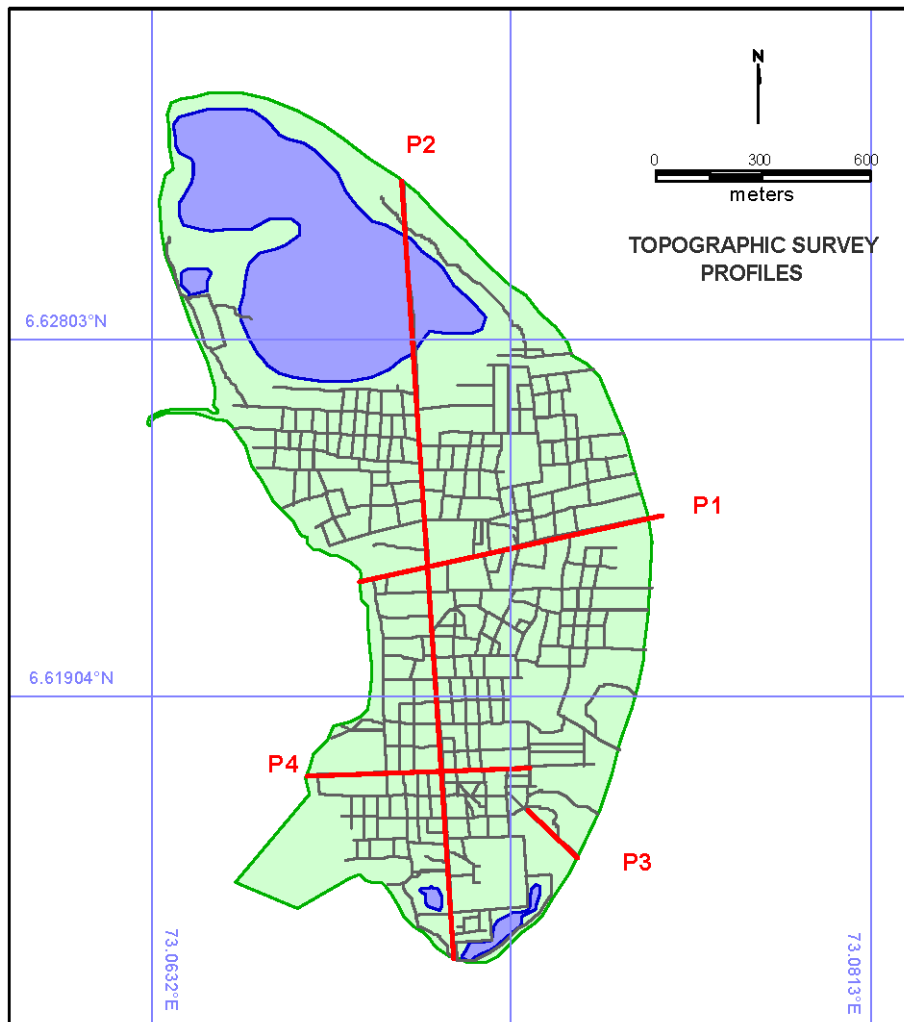 N
P2
0 300 600
meters
TOPOGRAPHIC SURVEY
PROFILES
6.62803°N
P1
6.61904°N
P4
P3
73.0632°E
73.0813°E